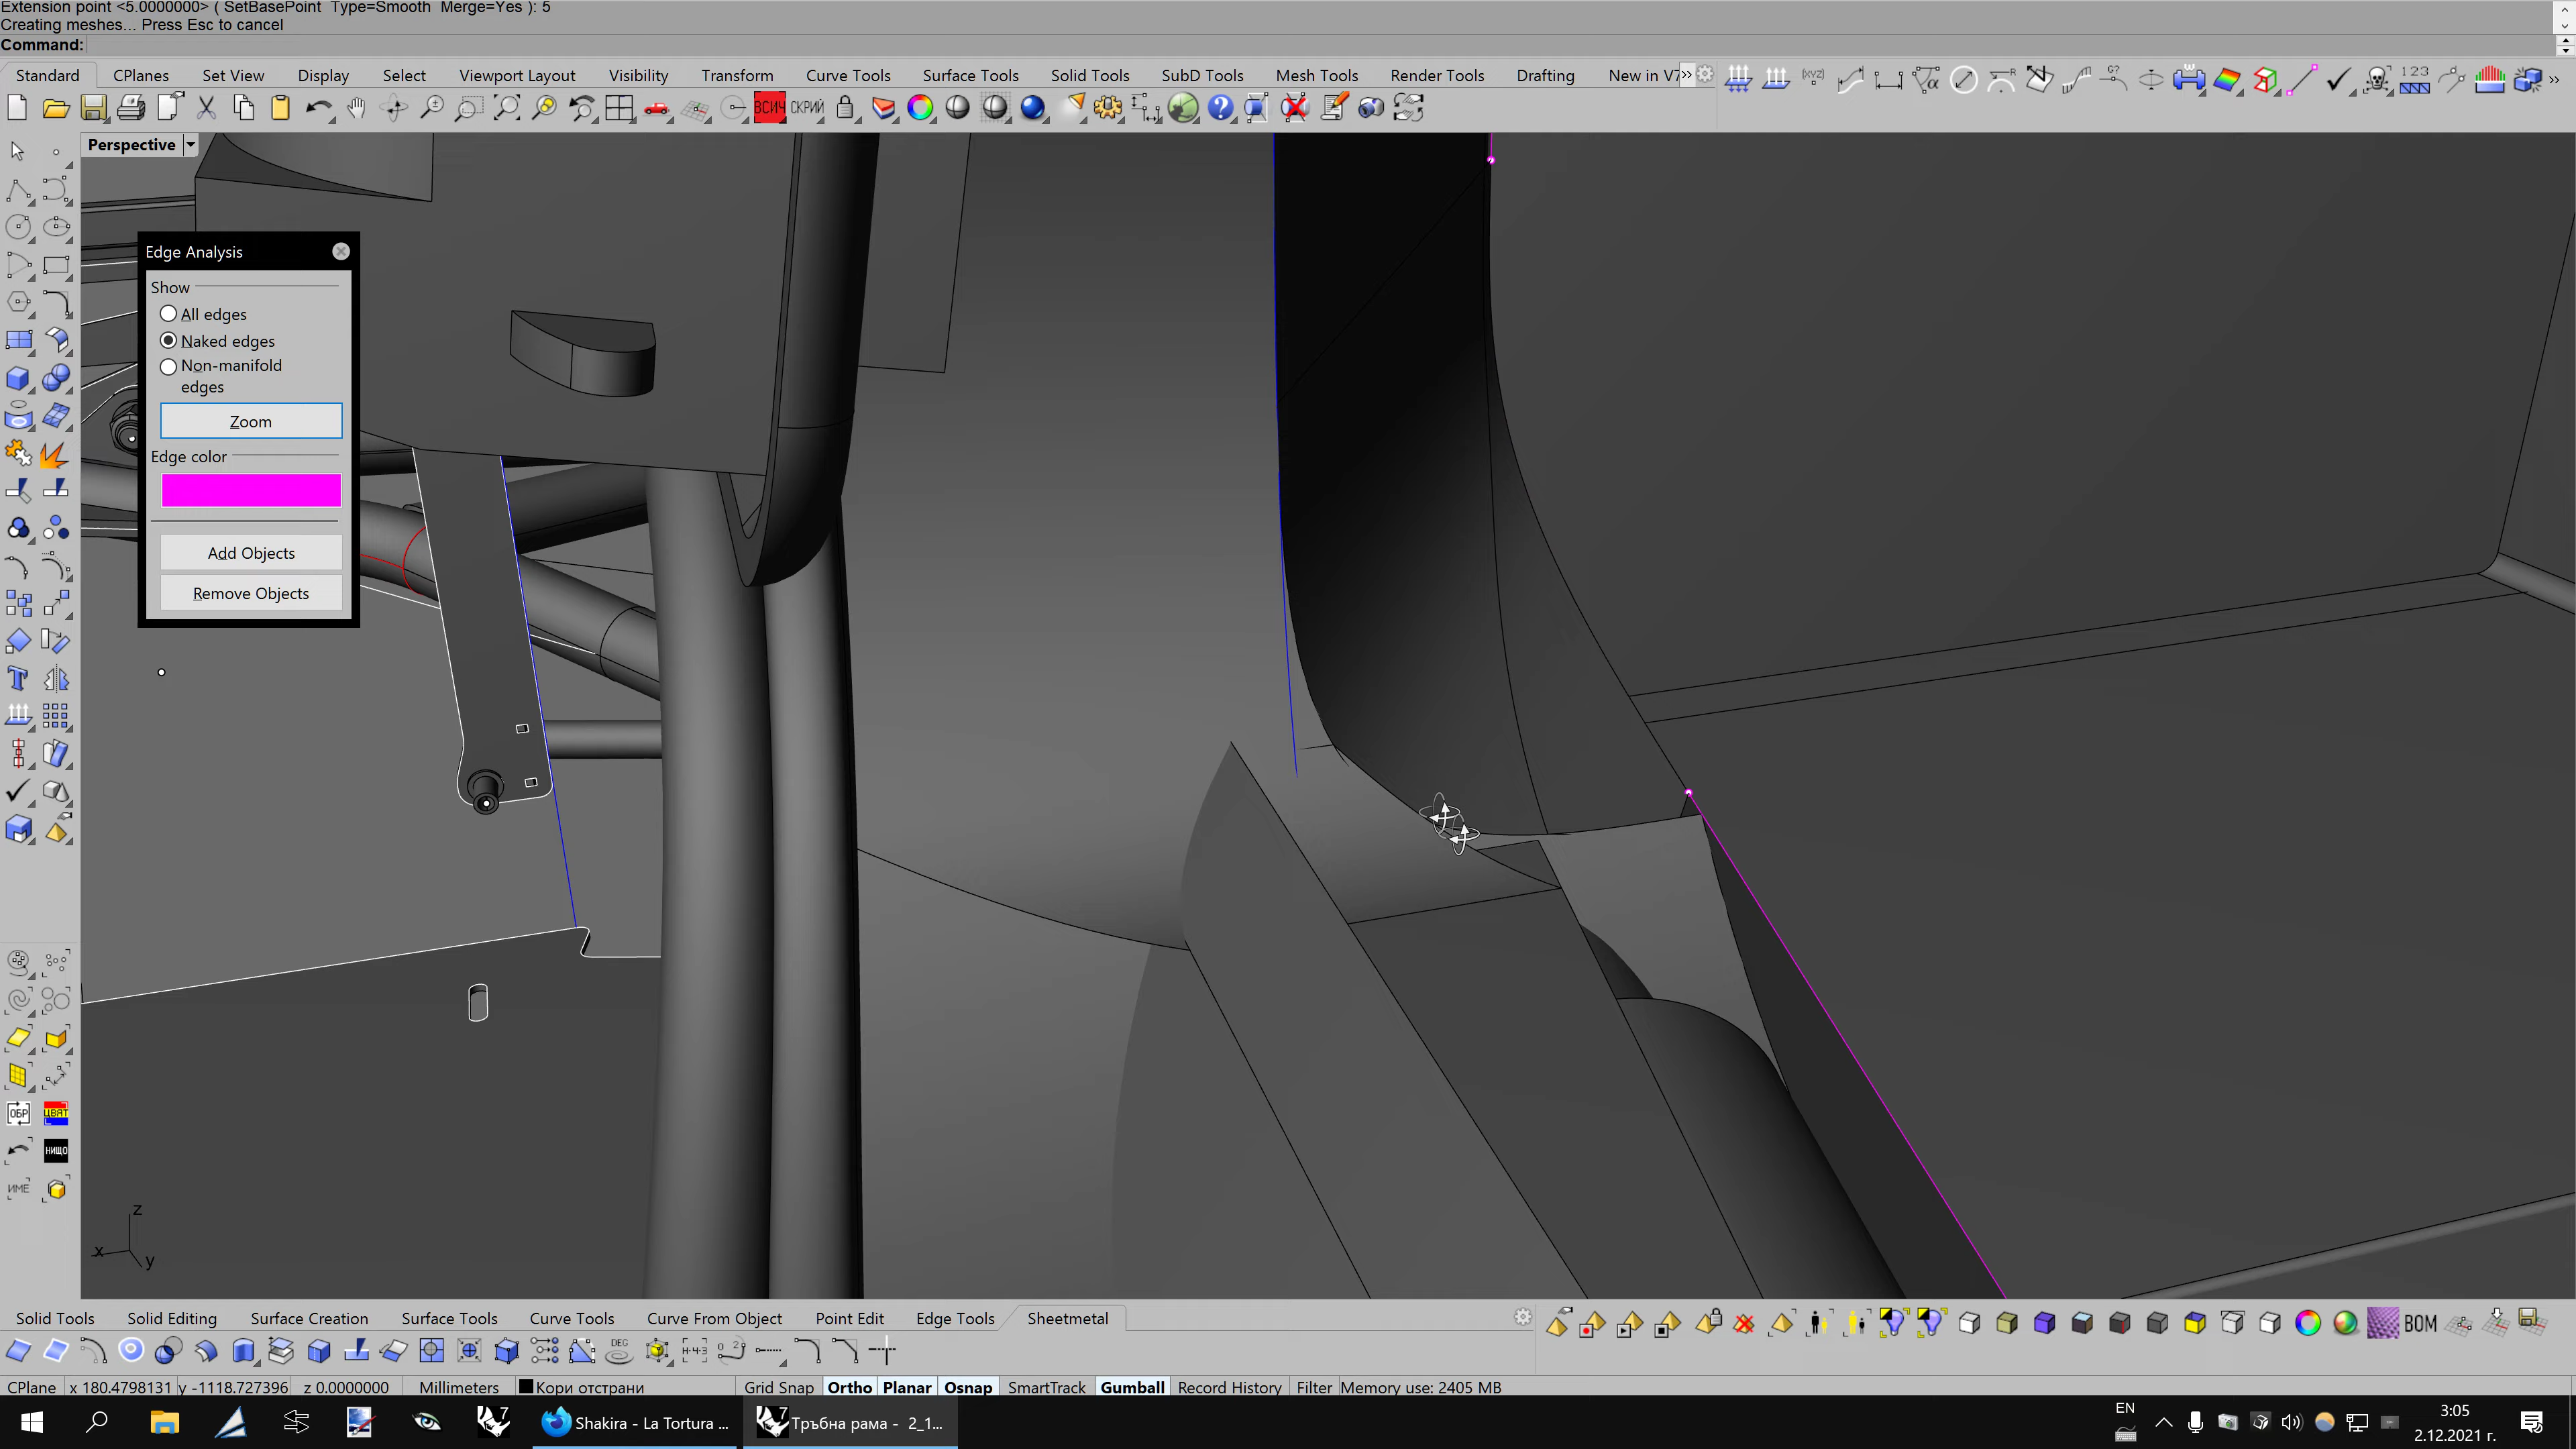 Extension point <5.0000000> ( SetBasePoint  Type=Smooth  Merge=Yes ): 5
Creating meshes... Press Esc to cancel
Command:
Standard CPlanes Set View Display Select Viewport Layout Visibility Transform Curve Tools Surface Tools Solid Tools SubD Tools Mesh Tools Render Tools Drafting New in V7
ВСИЧ СКРИЙ
Perspective
Edge Analysis
Show
All edges
Naked edges
Non-manifold
edges
Zoom
Edge color
Add Objects
Remove Objects
ОБР ЦВЯТ
НИЩО
ИМЕ
z
x
y
Solid Tools Solid Editing Surface Creation Surface Tools Curve Tools Curve From Object Point Edit Edge Tools Sheetmetal
BOM
DEG
CPlane x 180.4798131 y -1118.727396 z 0.0000000 Millimeters Кори отстрани Grid Snap Ortho Planar Osnap SmartTrack Gumball Record History Filter Memory use: 2405 MB
Shakira - La Tortura ...
Тръбна рама - 2_1...
EN
3:05
2.12.2021 г.